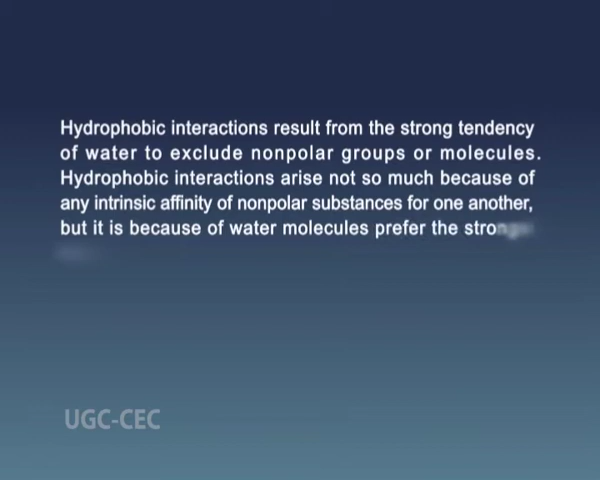 Hydrophobic interactions result from the strong tendency
of water to exclude nonpolar groups or molecules.
Hydrophobic interactions arise not so much because of
any intrinsic affinity of nonpolar substances for one another,
but it is because of water molecules prefer the
UGC-CEC